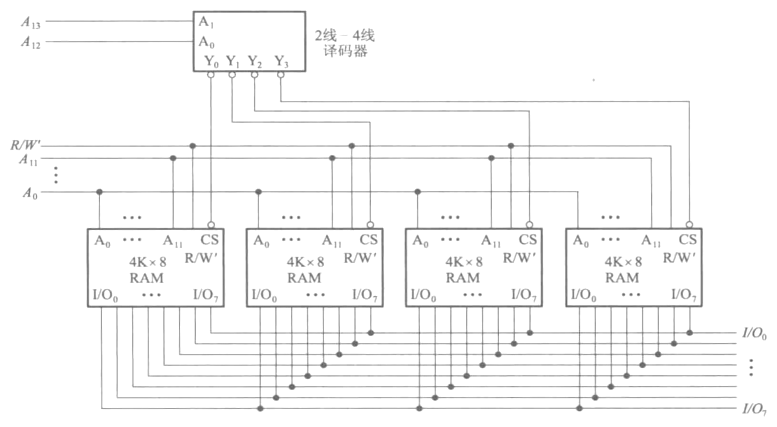 A13 A1
A12 A0
Y0 Y1 Y2 Y3
2线–4线
译码器
R/W'
A11
⋮
A0
A0 ⋯ A11 CS
R/W'
4K×8
RAM
I/O0 ⋯ I/O7
A0 ⋯ A11 CS
R/W'
4K×8
RAM
I/O0 ⋯ I/O7
A0 ⋯ A11 CS
R/W'
4K×8
RAM
I/O0 ⋯ I/O7
A0 ⋯ A11 CS
R/W'
4K×8
RAM
I/O0 ⋯ I/O7
I/O0
⋮
I/O7